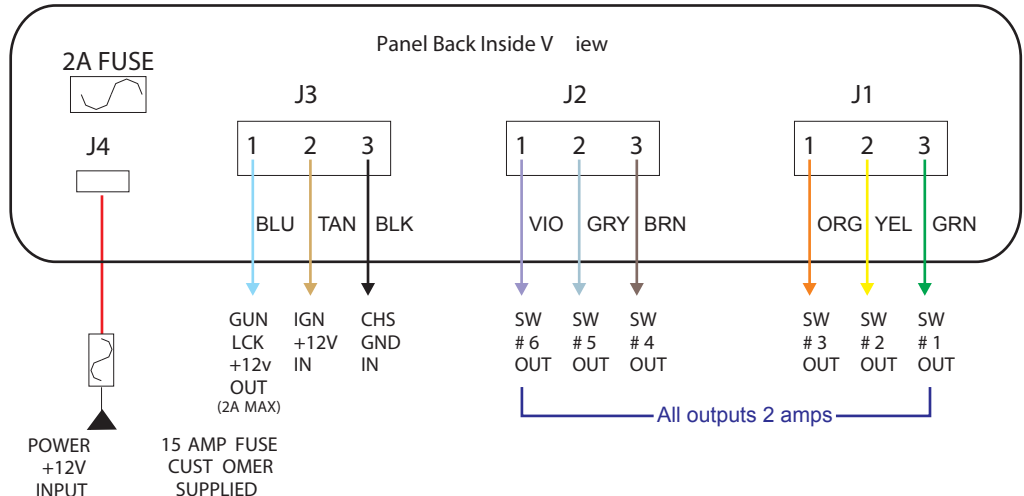 Panel Back Inside V iew
2A FUSE
J4
J3
1 2 3
BLU TAN BLK
J2
1 2 3
VIO GRY BRN
J1
1 2 3
ORG YEL GRN
GUN
LCK
+12v
OUT
(2A MAX)
IGN
+12V
IN
CHS
GND
IN
SW
# 6
OUT
SW
# 5
OUT
SW
# 4
OUT
SW
# 3
OUT
SW
# 2
OUT
SW
# 1
OUT
All outputs 2 amps
POWER
+12V
INPUT
15 AMP FUSE
CUST OMER
SUPPLIED